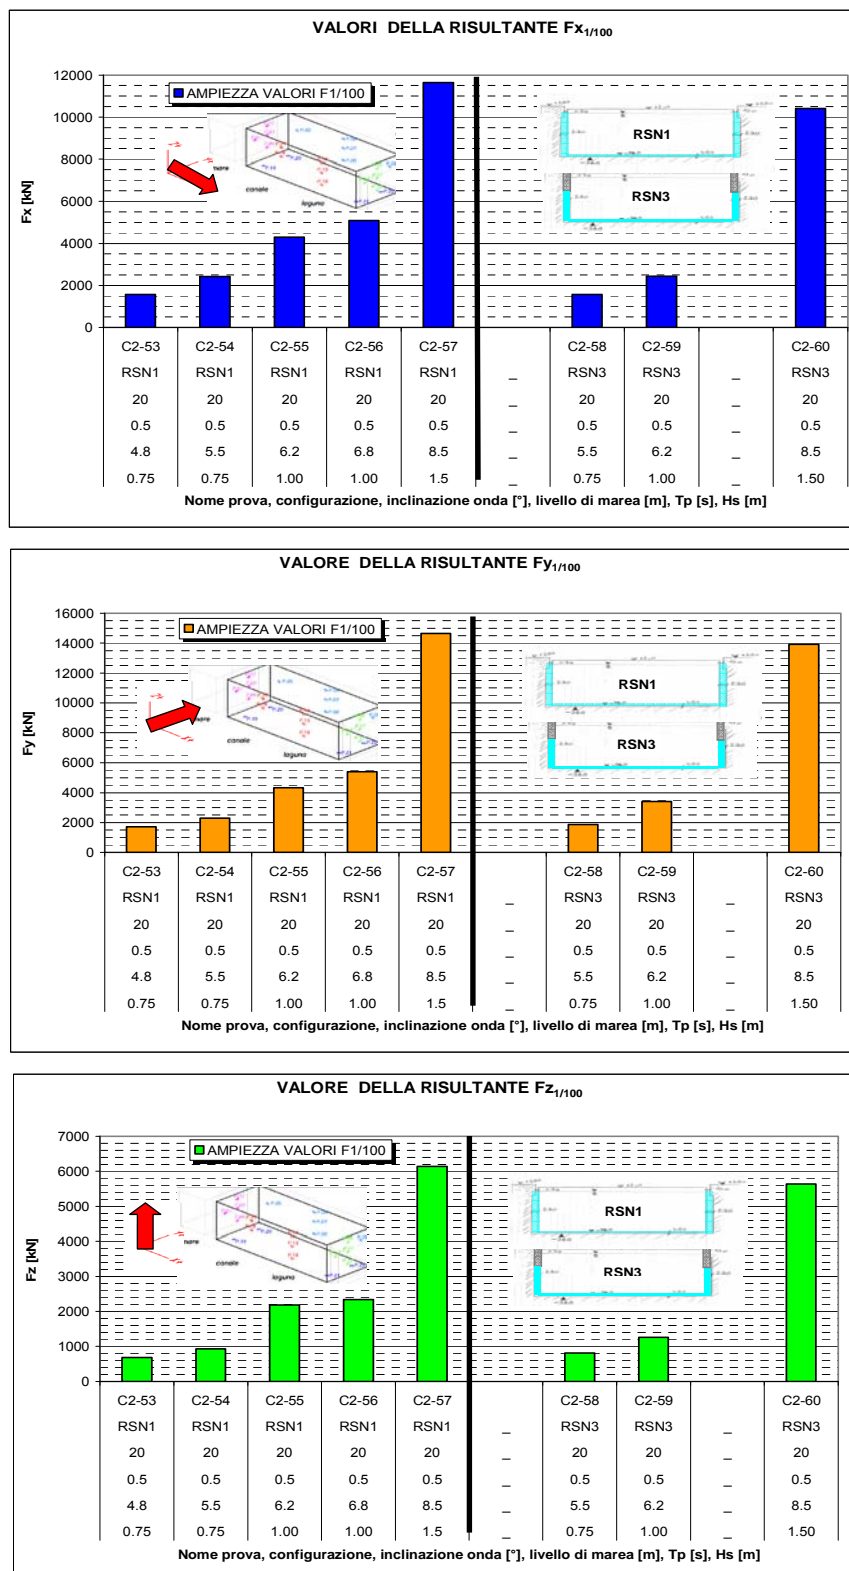 VALORI DELLA RISULTANTE Fx1/100
AMPIEZZA VALORI F1/100
Fx [kN]
12000
10000
8000
6000
4000
2000
0
mare
canale
laguna
RSN1
RSN3
C2-53 C2-54 C2-55 C2-56 C2-57 C2-58 C2-59 C2-60
RSN1 RSN1 RSN1 RSN1 RSN1 _ RSN3 RSN3 _ RSN3
20 20 20 20 20 _ 20 20 _ 20
0.5 0.5 0.5 0.5 0.5 _ 0.5 0.5 _ 0.5
4.8 5.5 6.2 6.8 8.5 _ 5.5 6.2 _ 8.5
0.75 0.75 1.00 1.00 1.5 _ 0.75 1.00 _ 1.50
Nome prova, configurazione, inclinazione onda [°], livello di marea [m], Tp [s], Hs [m]
VALORE DELLA RISULTANTE Fy1/100
AMPIEZZA VALORI F1/100
Fy [kN]
16000
14000
12000
10000
8000
6000
4000
2000
0
mare
canale
laguna
RSN1
RSN3
C2-53 C2-54 C2-55 C2-56 C2-57 C2-58 C2-59 C2-60
RSN1 RSN1 RSN1 RSN1 RSN1 _ RSN3 RSN3 _ RSN3
20 20 20 20 20 _ 20 20 _ 20
0.5 0.5 0.5 0.5 0.5 _ 0.5 0.5 _ 0.5
4.8 5.5 6.2 6.8 8.5 _ 5.5 6.2 _ 8.5
0.75 0.75 1.00 1.00 1.5 _ 0.75 1.00 _ 1.50
Nome prova, configurazione, inclinazione onda [°], livello di marea [m], Tp [s], Hs [m]
VALORE DELLA RISULTANTE Fz1/100
AMPIEZZA VALORI F1/100
Fz [kN]
7000
6000
5000
4000
3000
2000
1000
0
mare
canale
laguna
RSN1
RSN3
C2-53 C2-54 C2-55 C2-56 C2-57 C2-58 C2-59 C2-60
RSN1 RSN1 RSN1 RSN1 RSN1 _ RSN3 RSN3 _ RSN3
20 20 20 20 20 _ 20 20 _ 20
0.5 0.5 0.5 0.5 0.5 _ 0.5 0.5 _ 0.5
4.8 5.5 6.2 6.8 8.5 _ 5.5 6.2 _ 8.5
0.75 0.75 1.00 1.00 1.5 _ 0.75 1.00 _ 1.50
Nome prova, configurazione, inclinazione onda [°], livello di marea [m], Tp [s], Hs [m]